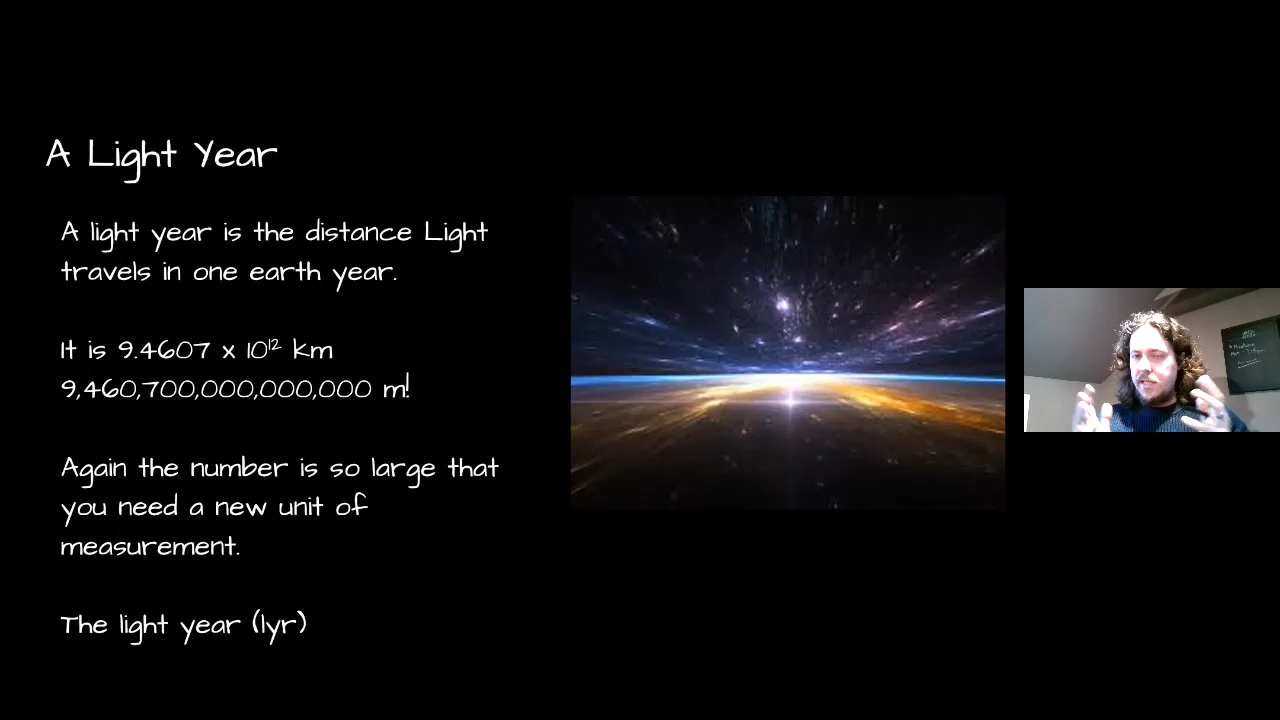 A Light Year
A light year is the distance Light
travels in one earth year.
It is 9.4607 x 10¹² km
9,460,700,000,000,000 m!
Again the number is so large that
you need a new unit of
measurement.
The light year (lyr)